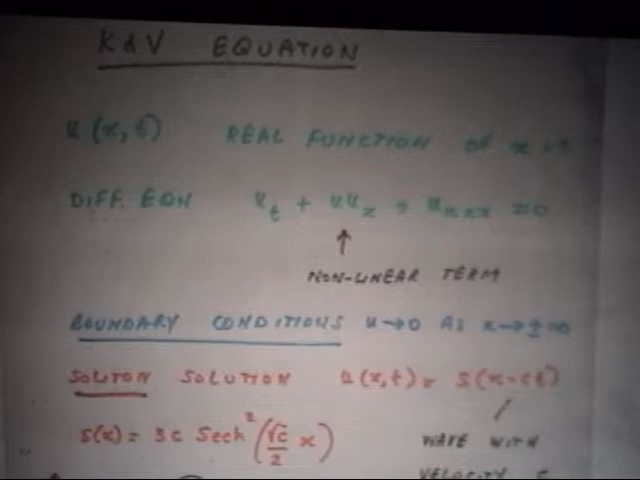 KdV EQUATION
u(x,t) REAL FUNCTION of x,t
DIFF. EQN u_t + uu_x + u_xxx = 0
↑
NON-LINEAR TERM
BOUNDARY CONDITIONS u→0 AS x→±∞
SOLITON SOLUTION u(x,t) = S(x-ct)
S(x) = 3c Sech²(√c/2 x)
WAVE WITH
VELOCITY c